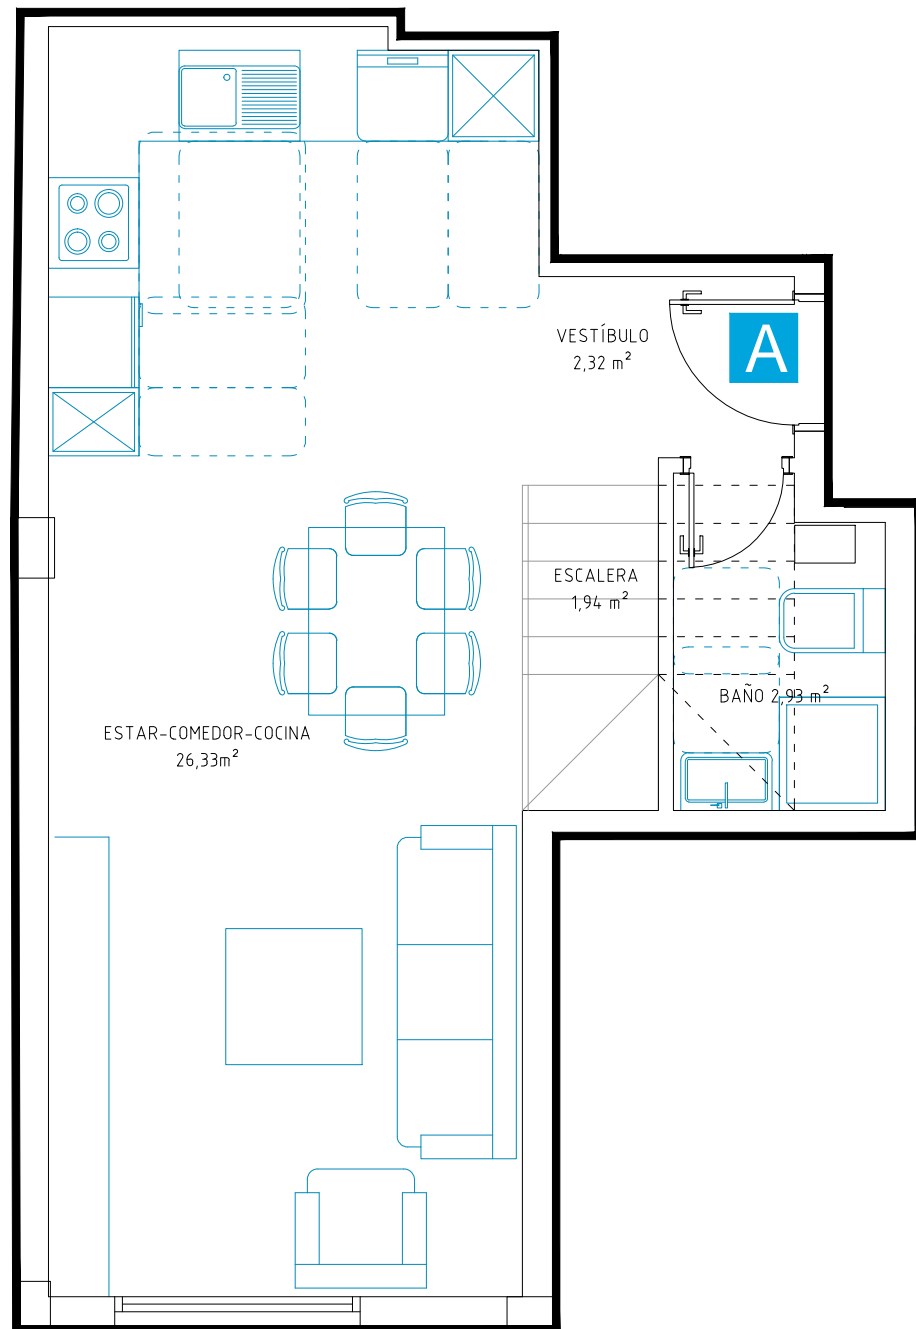 VESTÍBULO
2,32 m²
A
ESCALERA
1,94 m²
BAÑO 2,93 m²
ESTAR-COMEDOR-COCINA
26,33m²